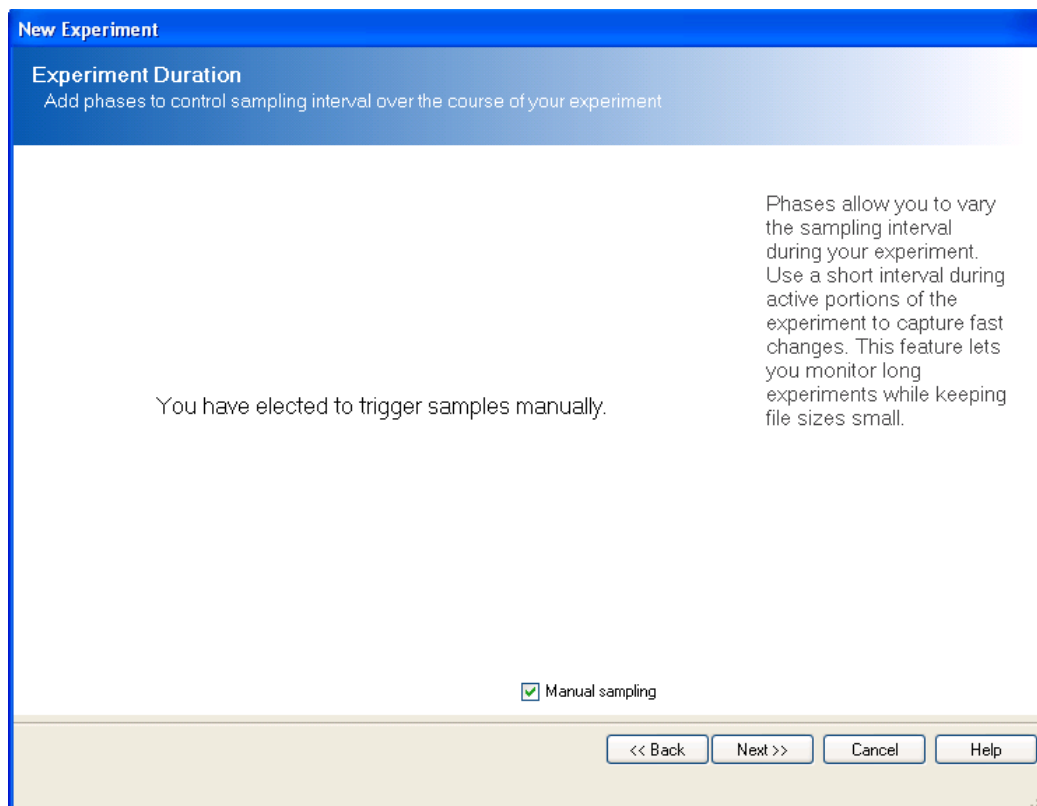 New Experiment
Experiment Duration
Add phases to control sampling interval over the course of your experiment
Phases allow you to vary
the sampling interval
during your experiment.
Use a short interval during
active portions of the
experiment to capture fast
changes. This feature lets
you monitor long
experiments while keeping
file sizes small.
You have elected to trigger samples manually.
Manual sampling
<< Back
Next >>
Cancel
Help